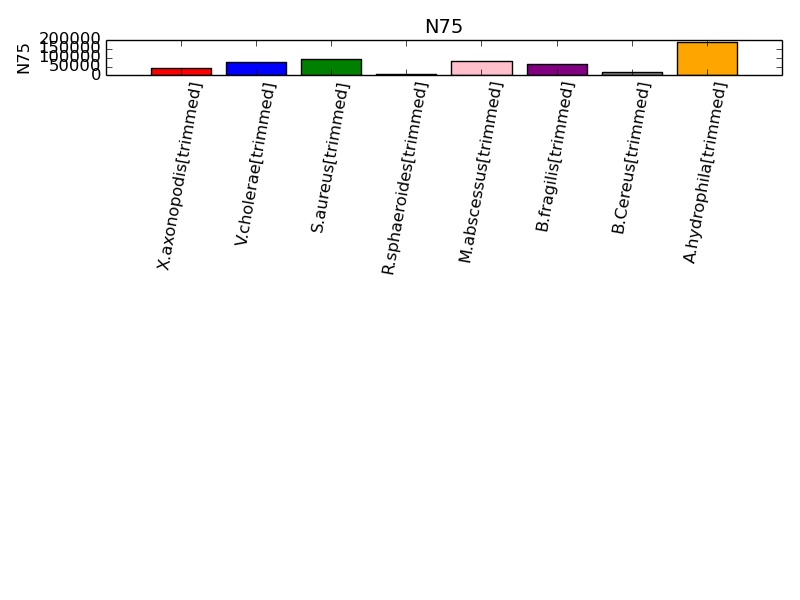 N75
N75
200000
150000
100000
50000
0
X.axonopodis[trimmed]
V.cholerae[trimmed]
S.aureus[trimmed]
R.sphaeroides[trimmed]
M.abscessus[trimmed]
B.fragilis[trimmed]
B.Cereus[trimmed]
A.hydrophila[trimmed]